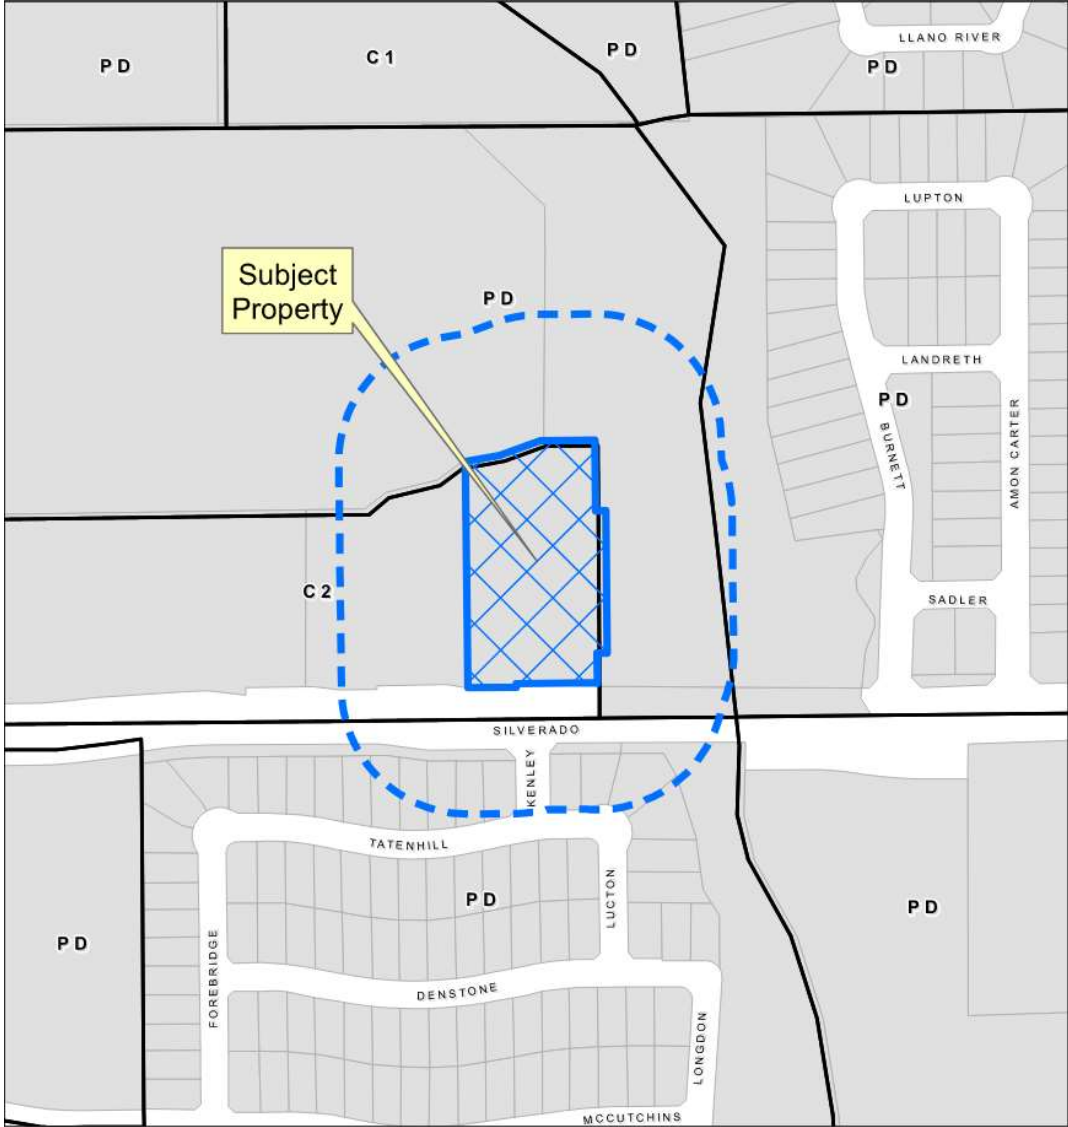 LLANO RIVER
P D
C 1
P D
P D
LUPTON
Subject
Property
P D
LANDRETH
P D
BURNETT
AMON CARTER
C 2
SADLER
SILVERADO
KENLEY
TATENHILL
P D
LUCTON
P D
P D
FOREBRIDGE
DENSTONE
LONGDON
MCCUTCHINS